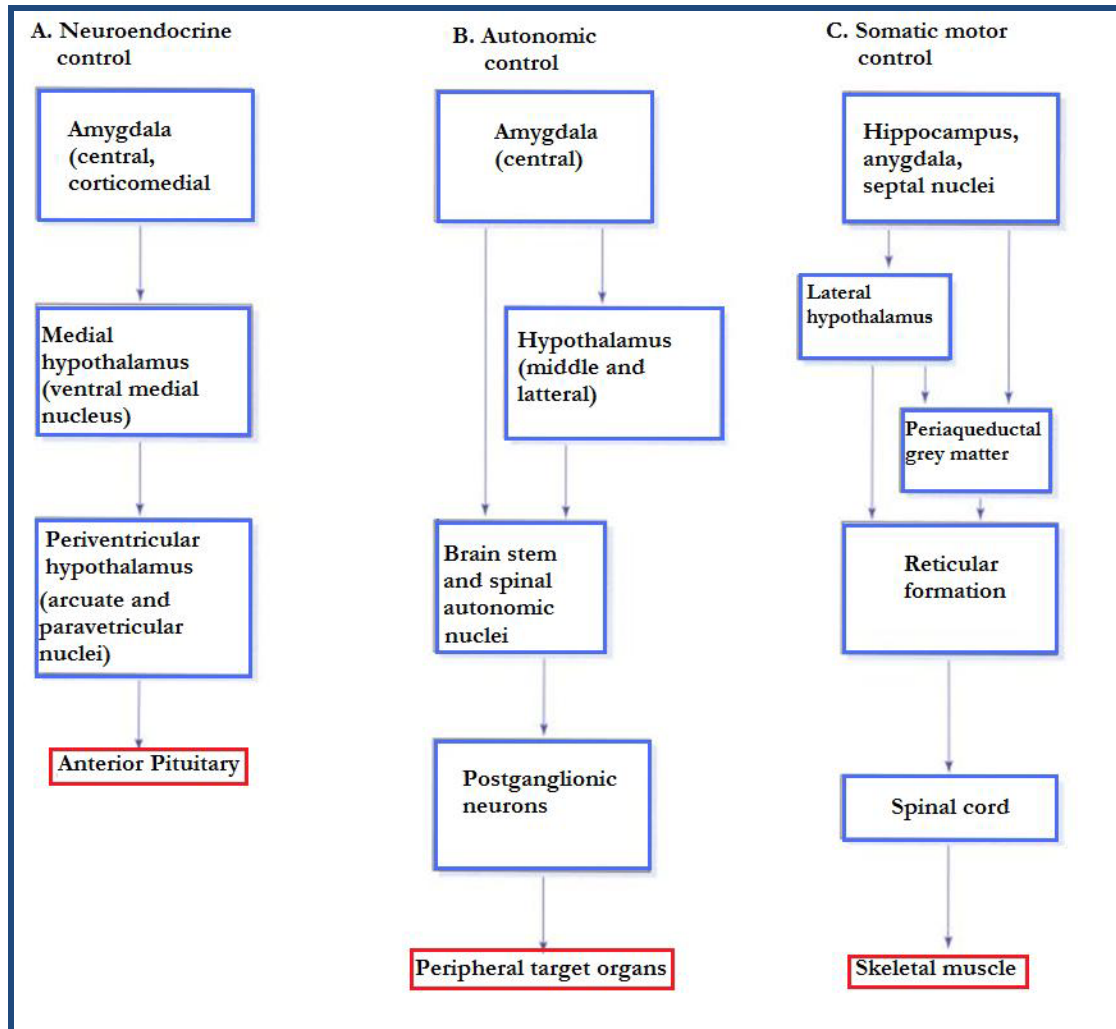 A. Neuroendocrine
control
Amygdala
(central,
corticomedial
Medial
hypothalamus
(ventral medial
nucleus)
Periventricular
hypothalamus
(arcuate and
paravetricular
nuclei)
Anterior Pituitary
B. Autonomic
control
Amygdala
(central)
Hypothalamus
(middle and
latteral)
Brain stem
and spinal
autonomic
nuclei
Postganglionic
neurons
Peripheral target organs
C. Somatic motor
control
Hippocampus,
anygdala,
septal nuclei
Lateral
hypothalamus
Periaqueductal
grey matter
Reticular
formation
Spinal cord
Skeletal muscle